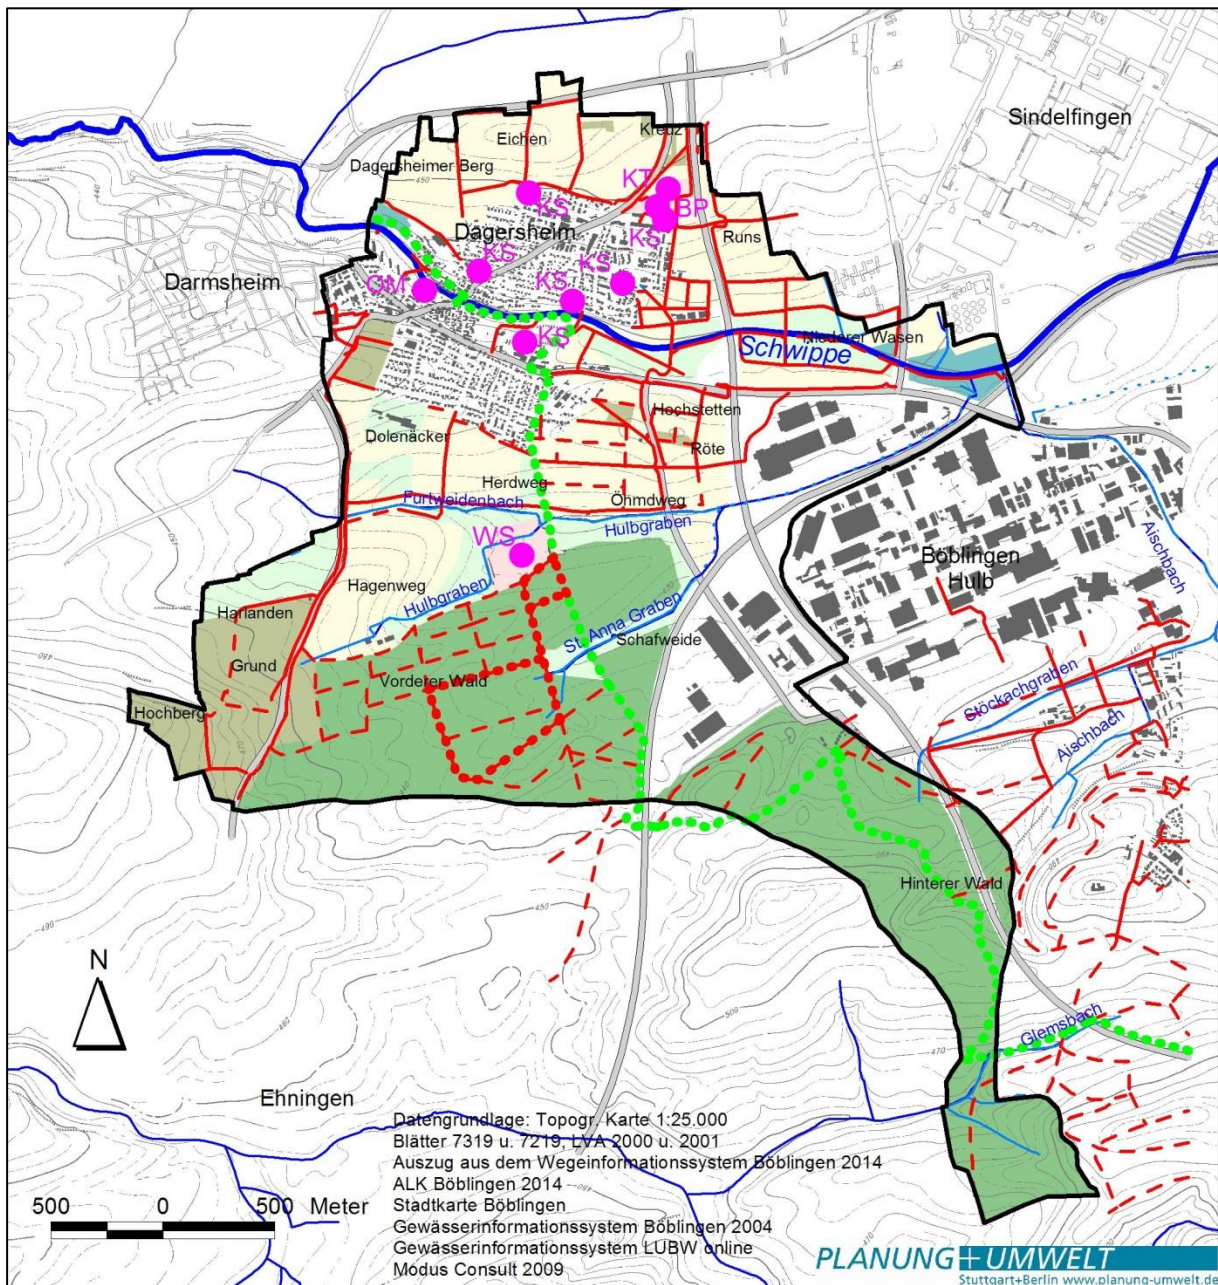 Sindelfingen
Kreuz
Eichen
Dagersheimer Berg
450
KT
KS
BP
Dagersheim
KS
Runs
KS
KS
Darmsheim
OM
KS
KS
Niederer Wasen
Schwippe
Hochstetten
Dolenäcker
Röte
Herdweg
Furtweidenbach
Öhmdweg
Hulbgraben
WS
Aischbach
Böblingen
Hulb
Hagenweg
Hulbgraben
Harlanden
St. Anna Graben
Schafweide
Grund
Vorderer Wald
Hochberg
Stöckachgraben
Aischbach
Hinterer Wald
450
N
Glemsbach
470
Ehningen
Datengrundlage: Topogr. Karte 1:25.000
Blätter 7319 u. 7219, LVA 2000 u. 2001
Auszug aus dem Wegeinformationssystem Böblingen 2014
ALK Böblingen 2014
Stadtkarte Böblingen
500 0 500 Meter
Gewässerinformationssystem Böblingen 2004
Gewässerinformationssystem LUBW online
Modus Consult 2009
PLANUNG+UMWELT
Stuttgart+Berlin www.planung-umwelt.de